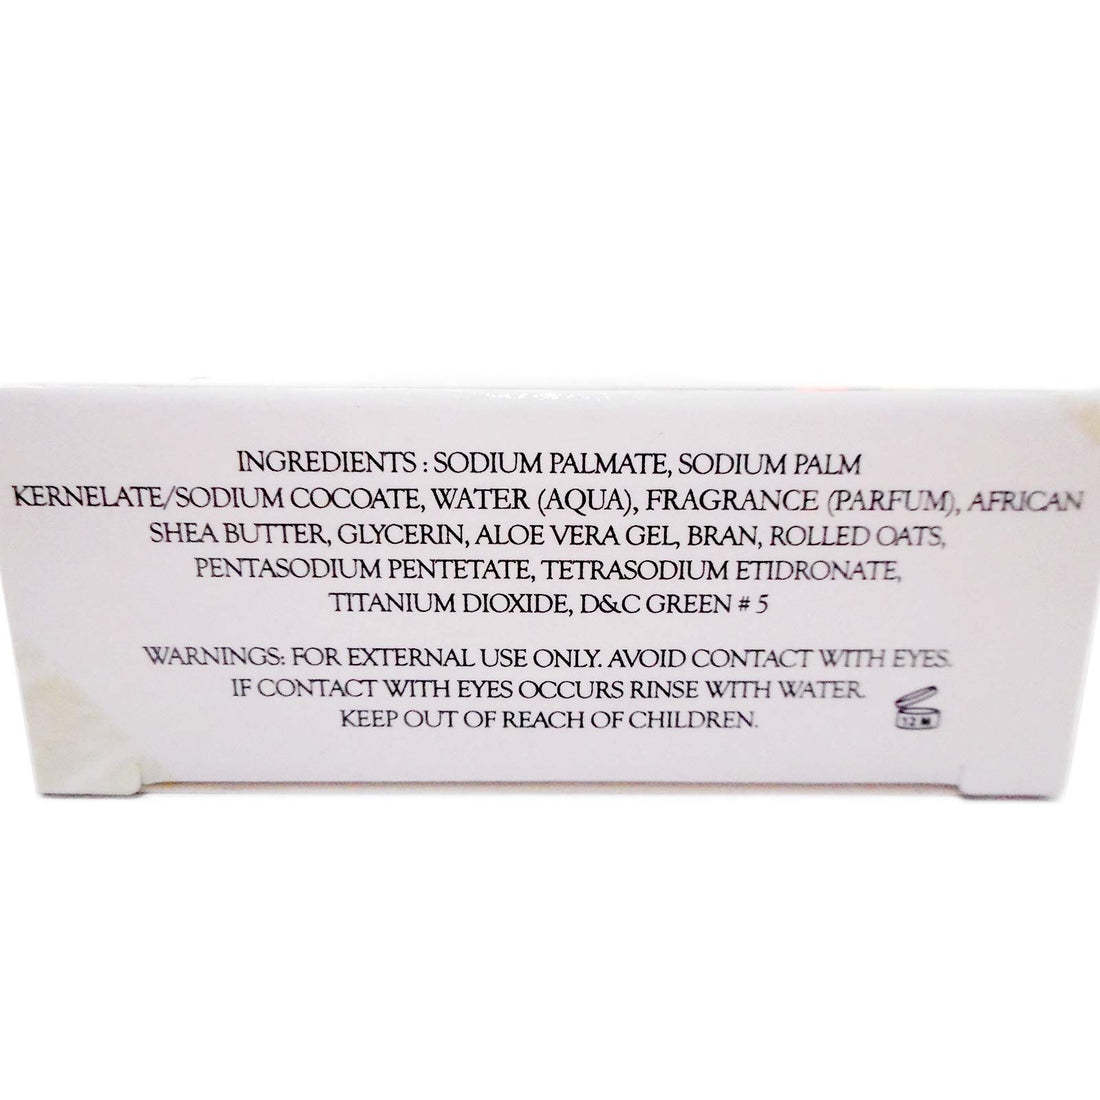 INGREDIENTS : SODIUM PALMATE, SODIUM PALM
KERNELATE/SODIUM COCOATE, WATER (AQUA), FRAGRANCE (PARFUM), AFRICAN
SHEA BUTTER, GLYCERIN, ALOE VERA GEL, BRAN, ROLLED OATS,
PENTASODIUM PENTETATE, TETRASODIUM ETIDRONATE,
TITANIUM DIOXIDE, D&C GREEN # 5
WARNINGS: FOR EXTERNAL USE ONLY. AVOID CONTACT WITH EYES.
IF CONTACT WITH EYES OCCURS RINSE WITH WATER.
KEEP OUT OF REACH OF CHILDREN.
12 M